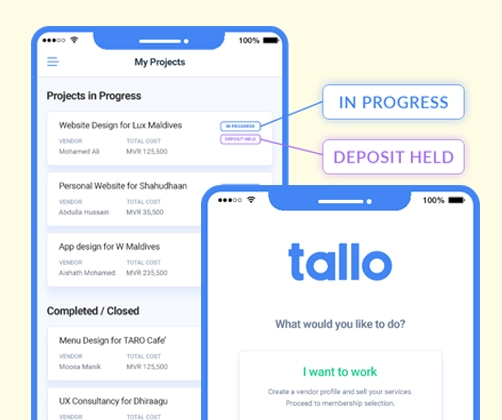 100%
My Projects
Projects in Progress
Website Design for Lux Maldives
IN PROGRESS
DEPOSIT HELD
VENDOR TOTAL COST
Mohamed Ali MVR 125,500
Personal Website for Shahudhaan
VENDOR TOTAL COST
Abdulla Hussain MVR 35,500
App design for W Maldives
VENDOR TOTAL COST
Aishath Mohamed MVR 235,500
Completed / Closed
Menu Design for TARO Cafe'
VENDOR TOTAL COST
Moosa Manik MVR 125,500
UX Consultancy for Dhiraagu
VENDOR TOTAL COST
IN PROGRESS
DEPOSIT HELD
100%
tallo
What would you like to do?
I want to work
Create a vendor profile and sell your services.
Proceed to membership selection.